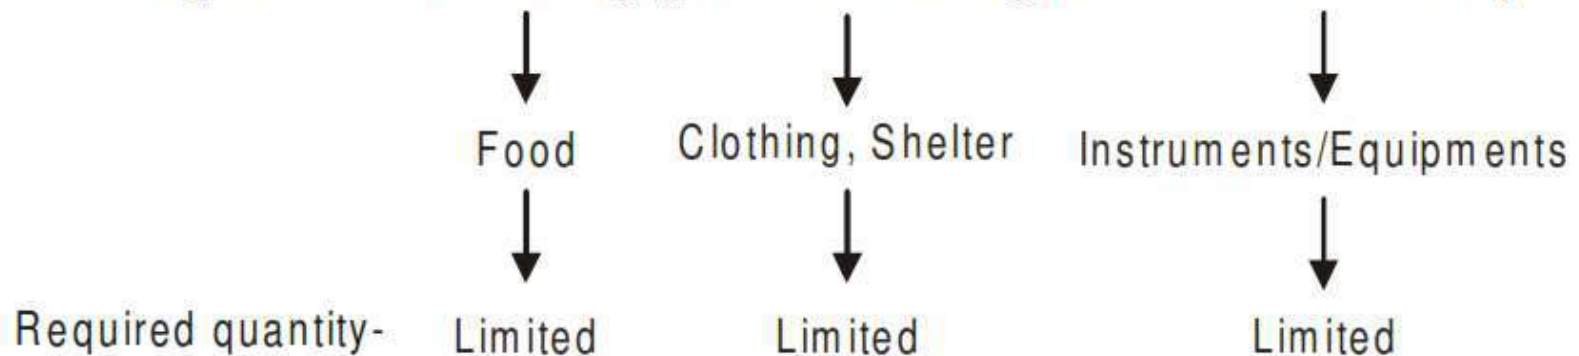 Food Clothing, Shelter Instruments/Equipments
Required quantity- Limited Limited Limited